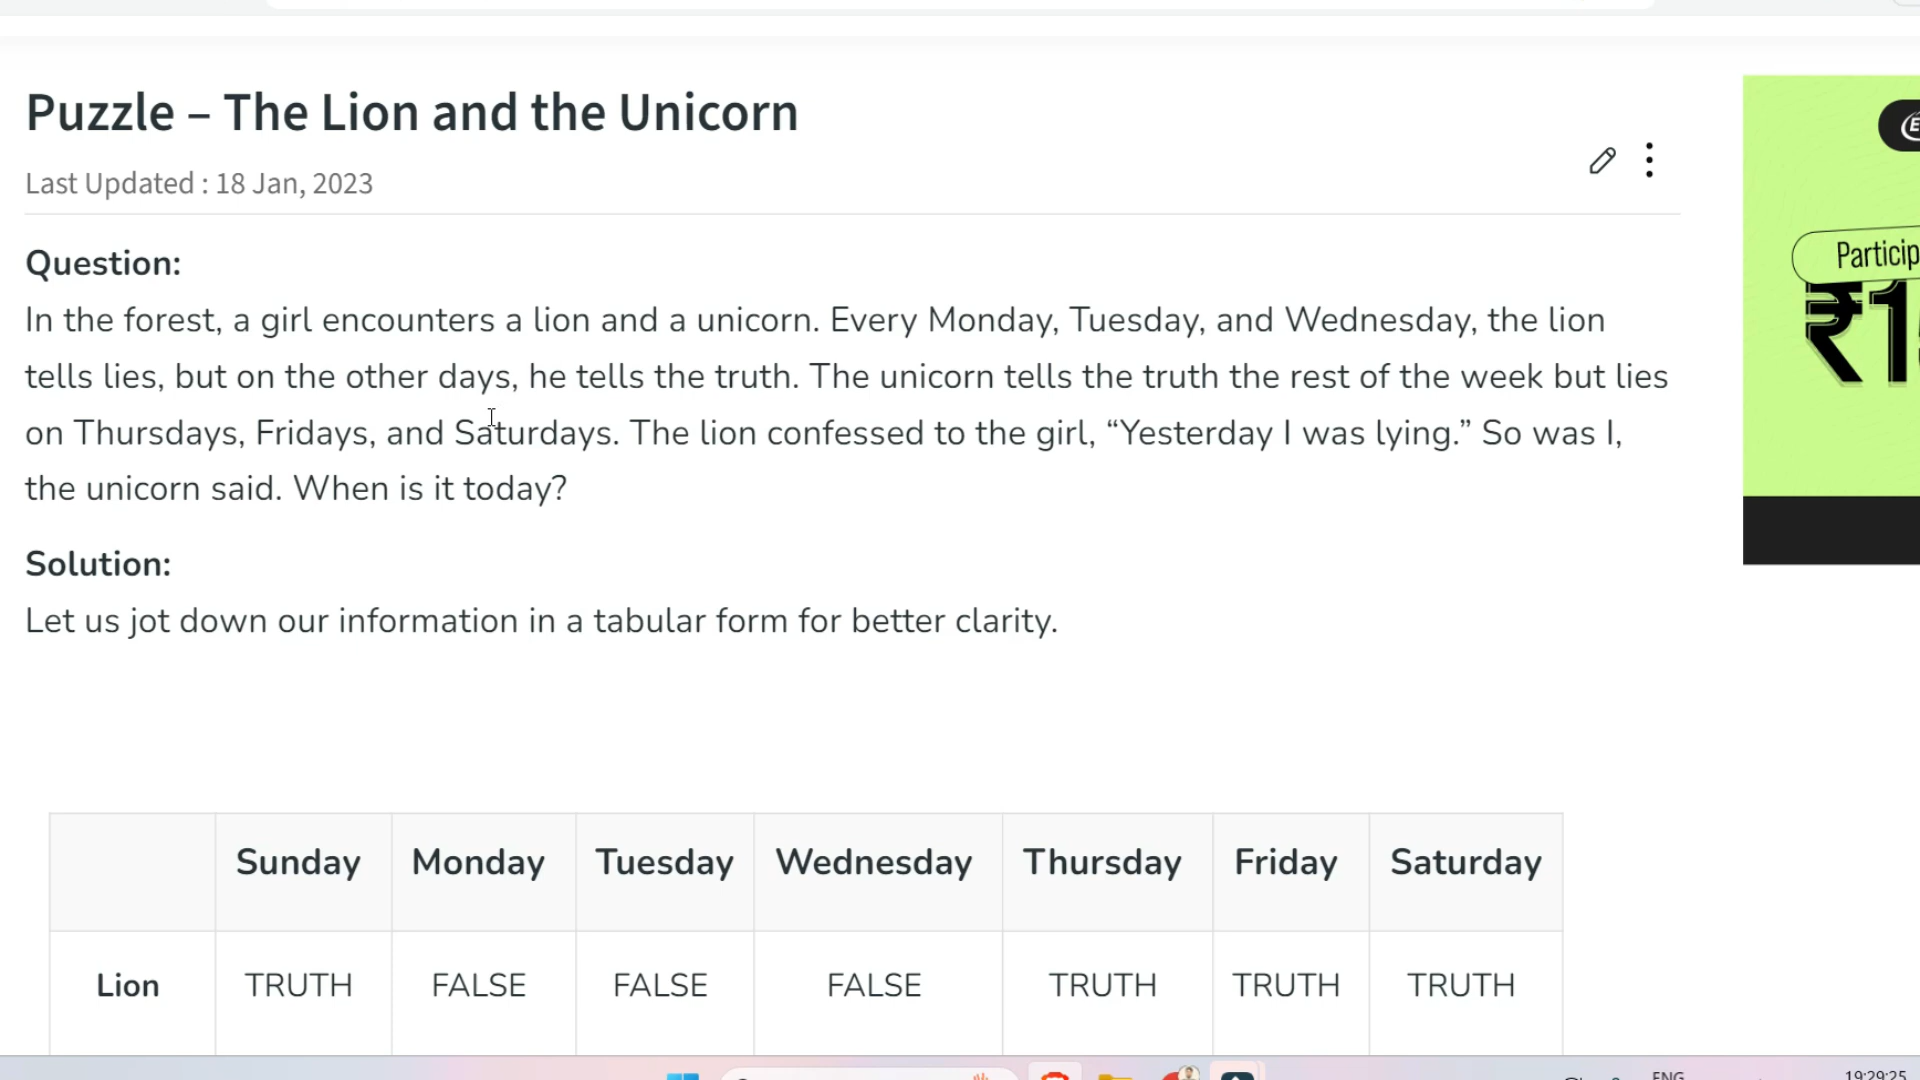 Puzzle – The Lion and the Unicorn
Last Updated : 18 Jan, 2023
Question:
In the forest, a girl encounters a lion and a unicorn. Every Monday, Tuesday, and Wednesday, the lion
tells lies, but on the other days, he tells the truth. The unicorn tells the truth the rest of the week but lies
on Thursdays, Fridays, and Saturdays. The lion confessed to the girl, “Yesterday I was lying.” So was I,
the unicorn said. When is it today?
Particip
₹1
Solution:
Let us jot down our information in a tabular form for better clarity.
Sunday Monday Tuesday Wednesday Thursday Friday Saturday
Lion TRUTH FALSE FALSE FALSE TRUTH TRUTH TRUTH
ENG
19:29:25